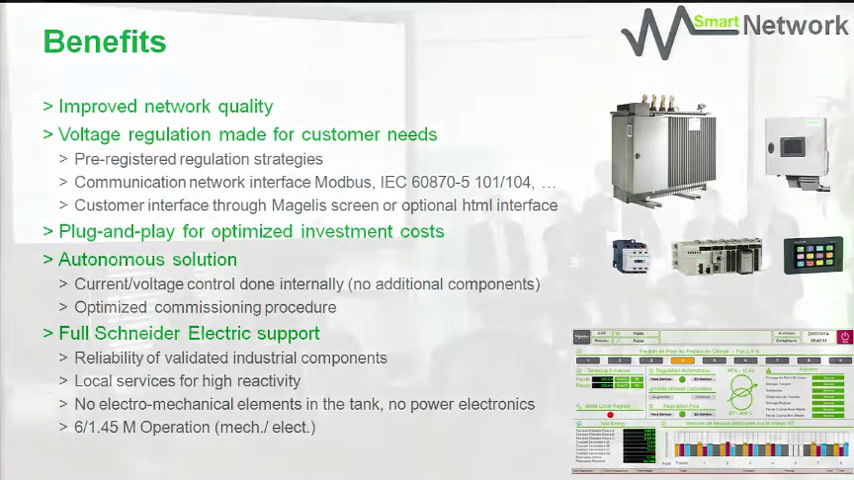 Benefits
Smart Network
> Improved network quality
> Voltage regulation made for customer needs
> Pre-registered regulation strategies
> Communication network interface Modbus, IEC 60870-5 101/104, …
> Customer interface through Magelis screen or optional html interface
> Plug-and-play for optimized investment costs
> Autonomous solution
> Current/voltage control done internally (no additional components)
> Optimized commissioning procedure
> Full Schneider Electric support
> Reliability of validated industrial components
> Local services for high reactivity
> No electro-mechanical elements in the tank, no power electronics
> 6/1.45 M Operation (mech./ elect.)